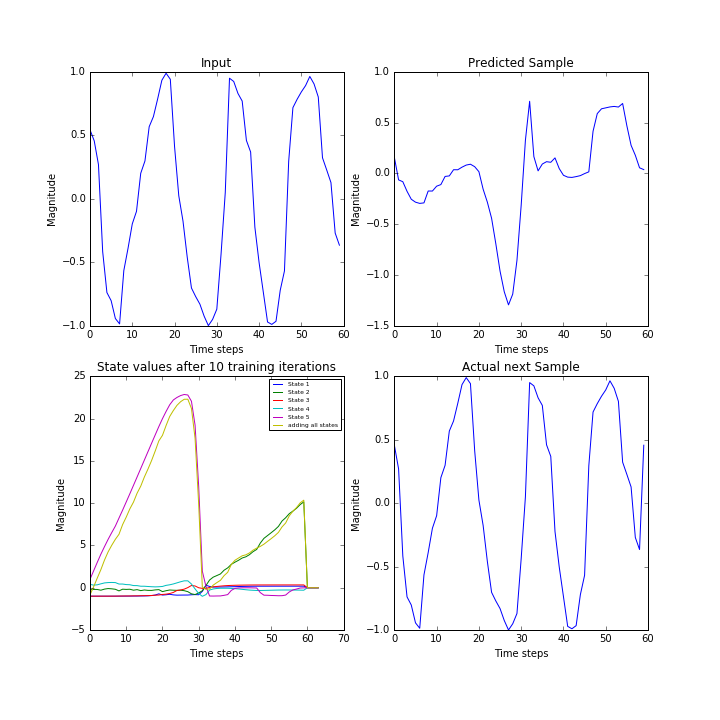 Input
Magnitude
1.0
0.5
0.0
−0.5
−1.0
0 10 20 30 40 50 60
Time steps
Predicted Sample
Magnitude
1.0
0.5
0.0
−0.5
−1.0
−1.5
0 10 20 30 40 50 60
Time steps
State values after 10 training iterations
Magnitude
25
20
15
10
5
0
−5
0 10 20 30 40 50 60 70
Time steps
State 1
State 2
State 3
State 4
State 5
adding all states
Actual next Sample
Magnitude
1.0
0.5
0.0
−0.5
−1.0
0 10 20 30 40 50 60
Time steps